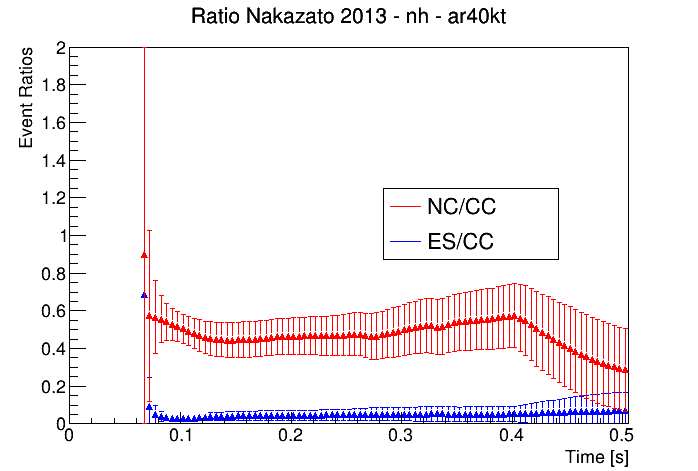 Ratio Nakazato 2013 - nh - ar40kt
Event Ratios
2
1.8
1.6
1.4
1.2
1
0.8
0.6
0.4
0.2
0
NC/CC
ES/CC
0 0.1 0.2 0.3 0.4 0.5
Time [s]